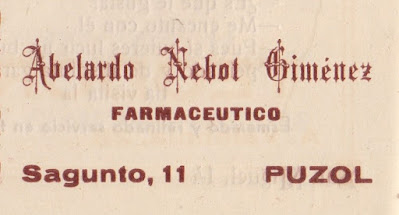 Abelardo Nebot Giménez
FARMACEUTICO
Sagunto, 11 PUZOL